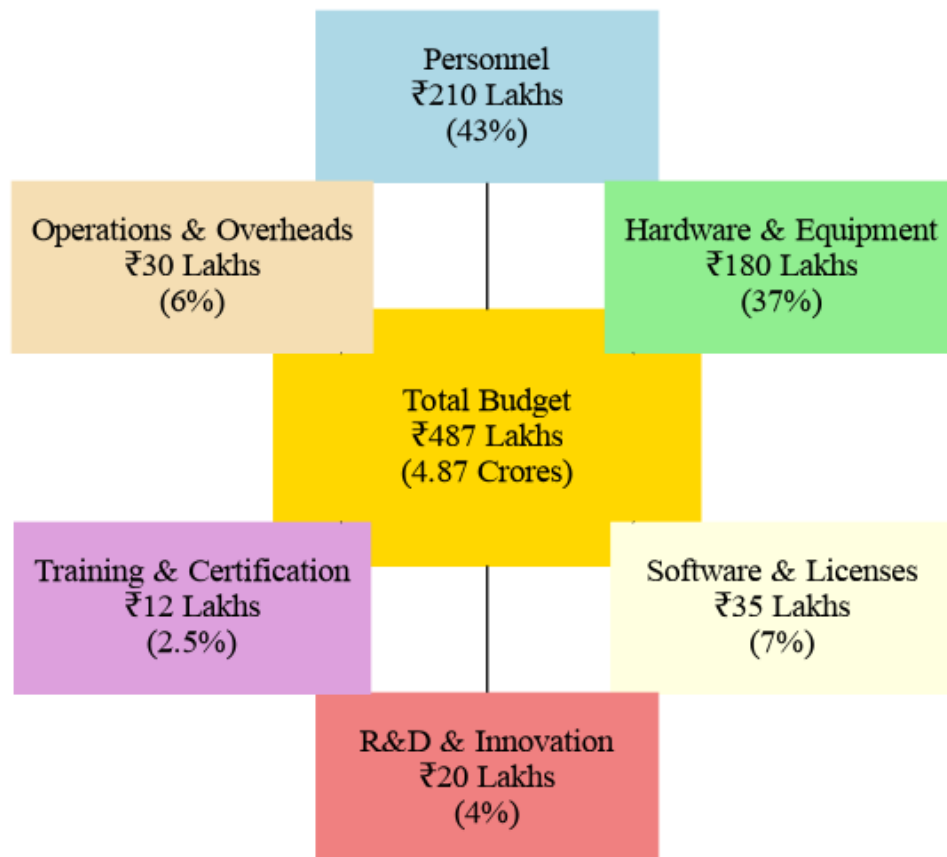 Personnel
₹210 Lakhs
(43%)
Operations & Overheads
₹30 Lakhs
(6%)
Hardware & Equipment
₹180 Lakhs
(37%)
Total Budget
₹487 Lakhs
(4.87 Crores)
Training & Certification
₹12 Lakhs
(2.5%)
Software & Licenses
₹35 Lakhs
(7%)
R&D & Innovation
₹20 Lakhs
(4%)